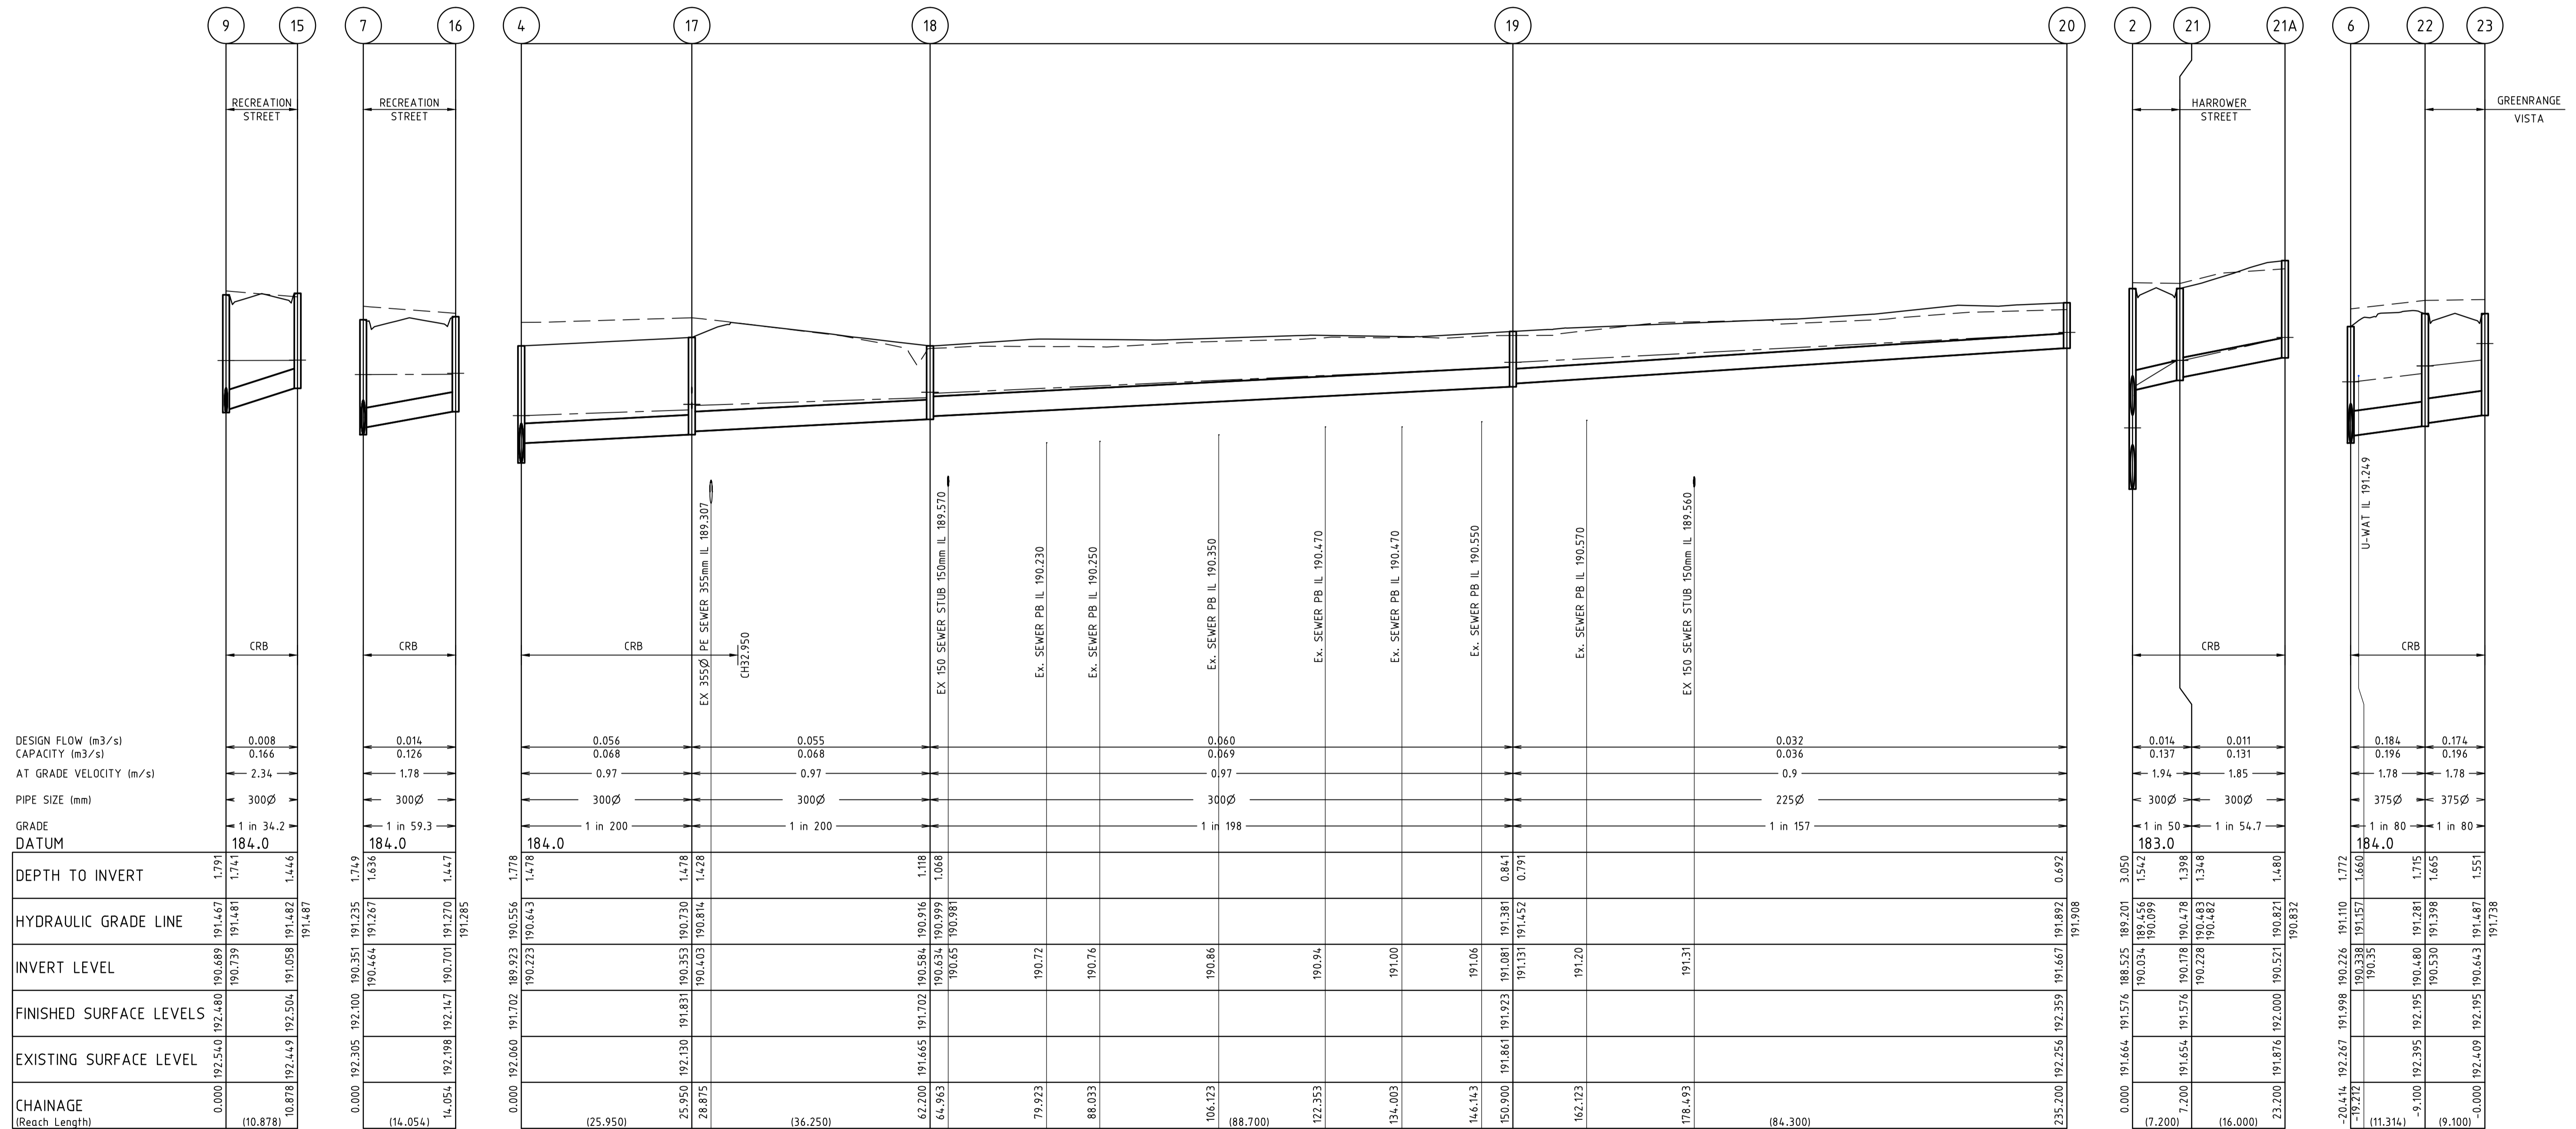 9 15 7 16 4 17 18 19 20 2 21 21A 6 22 23
RECREATION
STREET
RECREATION
STREET
HARROWER
STREET
GREENRANGE
VISTA
EX 355Ø PE SEWER 355mm IL 189.307
EX 150 SEWER STUB 150mm IL 189.570
Ex. SEWER PB IL 190.230
Ex. SEWER PB IL 190.250
Ex. SEWER PB IL 190.350
Ex. SEWER PB IL 190.470
Ex. SEWER PB IL 190.470
Ex. SEWER PB IL 190.550
Ex. SEWER PB IL 190.570
EX 150 SEWER STUB 150mm IL 189.560
U-WAT IL 191.249
CRB CRB CRB CRB CRB
CH32.950
DESIGN FLOW (m3/s) 0.008 0.014 0.056 0.055 0.060 0.032 0.014 0.011 0.184 0.174
CAPACITY (m3/s) 0.166 0.126 0.068 0.068 0.069 0.036 0.137 0.131 0.196 0.196
AT GRADE VELOCITY (m/s) 2.34 1.78 0.97 0.97 0.97 0.9 1.94 1.85 1.78 1.78
PIPE SIZE (mm) 300Ø 300Ø 300Ø 300Ø 300Ø 225Ø 300Ø 300Ø 375Ø 375Ø
GRADE 1 in 34.2 1 in 59.3 1 in 200 1 in 200 1 in 198 1 in 157 1 in 50 1 in 54.7 1 in 80 1 in 80
DATUM 184.0 184.0 184.0 183.0 184.0
DEPTH TO INVERT 1.791 1.741 1.446 1.749 1.636 1.447 1.778 1.478 1.478 1.428 1.118 1.068 0.841 0.791 0.692 3.050 1.542 1.398 1.348 1.480 1.772 1.660 1.715 1.665 1.551
HYDRAULIC GRADE LINE 191.467 191.481 191.482 191.487 191.235 191.267 191.270 191.285 190.556 190.643 190.730 190.814 190.916 190.999 190.981 191.381 191.452 191.892 191.908 189.201 189.456 190.099 190.478 190.483 190.482 190.821 190.832 191.110 191.157 191.281 191.398 191.487 191.738
INVERT LEVEL 190.689 190.739 191.058 190.351 190.464 190.701 189.923 190.223 190.353 190.403 190.584 190.634 190.65 190.72 190.76 190.86 190.94 191.00 191.06 191.081 191.131 191.20 191.31 191.667 188.525 190.034 190.178 190.228 190.521 190.226 190.338 190.35 190.480 190.530 190.643
FINISHED SURFACE LEVELS 192.480 192.504 192.100 192.147 191.702 191.831 191.702 191.923 192.359 191.576 191.576 192.000 191.998 192.195 192.195
EXISTING SURFACE LEVEL 192.540 192.449 192.305 192.198 192.060 192.130 191.665 191.861 192.256 191.664 191.654 191.876 192.267 192.395 192.409
CHAINAGE 0.000 10.878 0.000 14.054 0.000 25.950 28.875 62.200 64.963 79.923 88.033 106.123 122.353 134.003 146.143 150.900 162.123 178.493 235.200 0.000 7.200 23.200 -20.414 -19.212 -9.100 -0.000
(Reach Length) (10.878) (14.054) (25.950) (36.250) (88.700) (84.300) (7.200) (16.000) (11.314) (9.100)